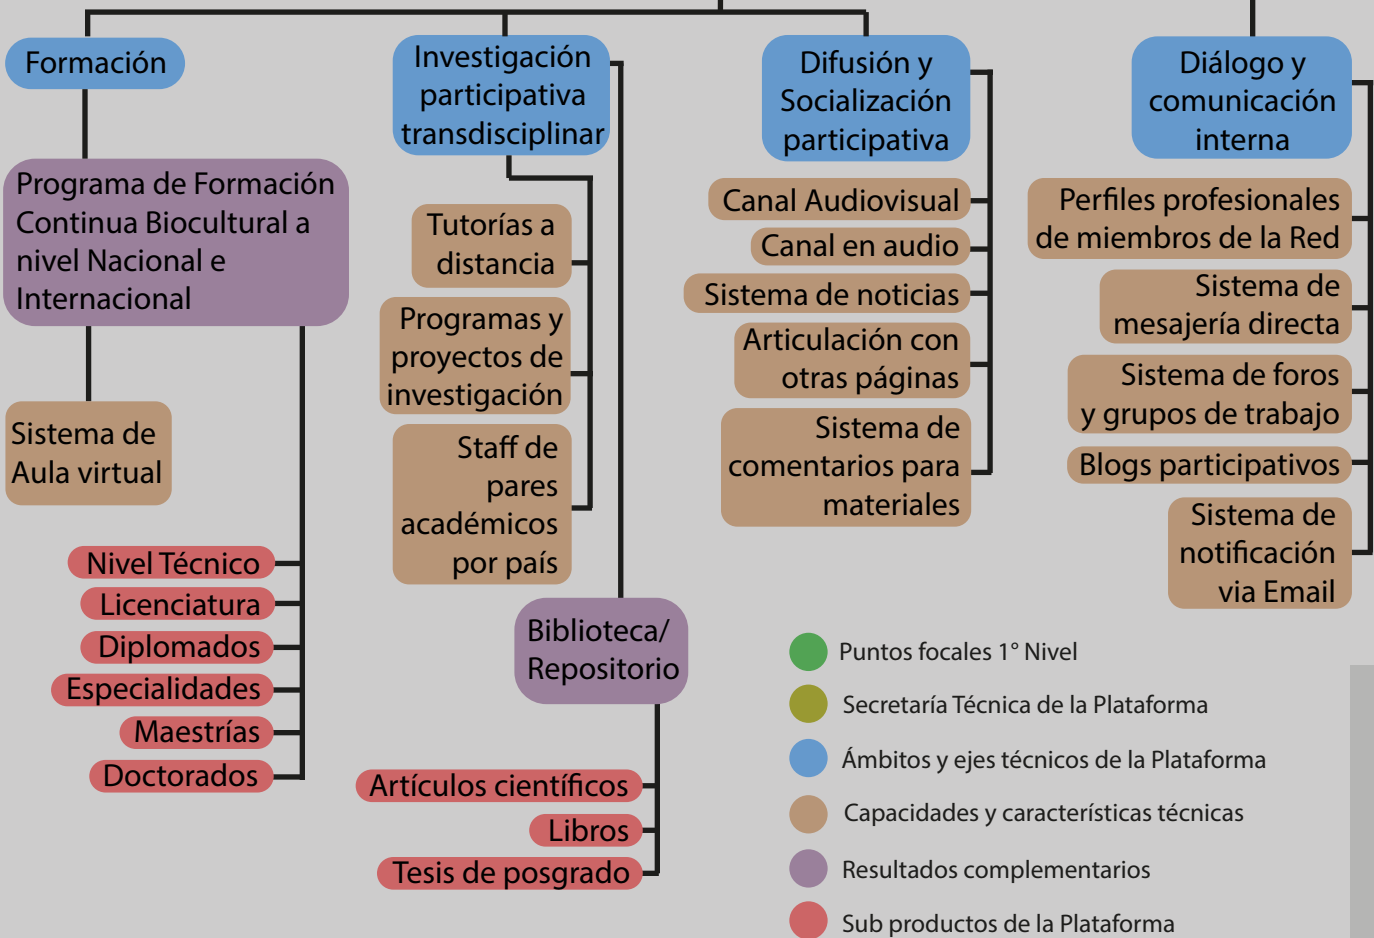 Formación
Programa de Formación
Continua Biocultural a
nivel Nacional e
Internacional
Sistema de
Aula virtual
Nivel Técnico
Licenciatura
Diplomados
Especialidades
Maestrías
Doctorados
Investigación
participativa
transdisciplinar
Tutorías a
distancia
Programas y
proyectos de
investigación
Staff de
pares
académicos
por país
Biblioteca/
Repositorio
Artículos científicos
Libros
Tesis de posgrado
Difusión y
Socialización
participativa
Canal Audiovisual
Canal en audio
Sistema de noticias
Articulación con
otras páginas
Sistema de
comentarios para
materiales
Diálogo y
comunicación
interna
Perfiles profesionales
de miembros de la Red
Sistema de
mesajería directa
Sistema de foros
y grupos de trabajo
Blogs participativos
Sistema de
notificación
via Email
Puntos focales 1° Nivel
Secretaría Técnica de la Plataforma
Ámbitos y ejes técnicos de la Plataforma
Capacidades y características técnicas
Resultados complementarios
Sub productos de la Plataforma